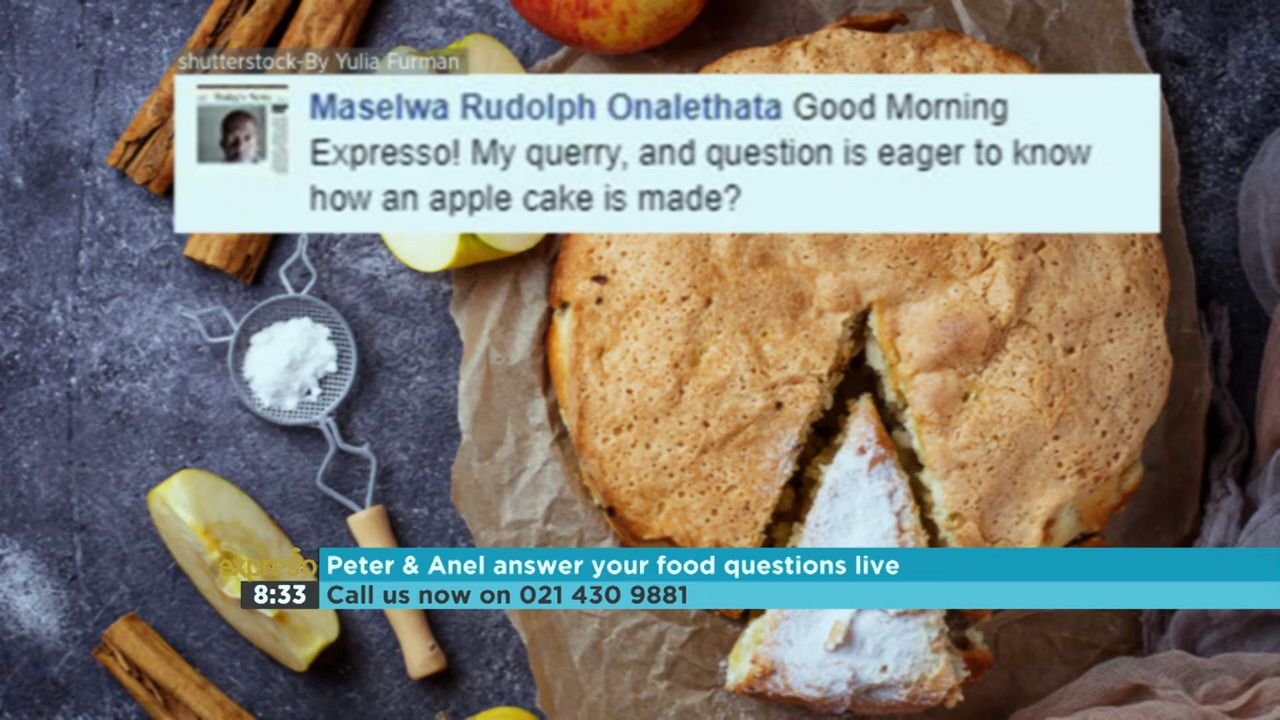 shutterstock-By Yulia Furman
Maselwa Rudolph Onalethata Good Morning
Expresso! My querry, and question is eager to know
how an apple cake is made?
expresso
Peter & Anel answer your food questions live
8:33
Call us now on 021 430 9881